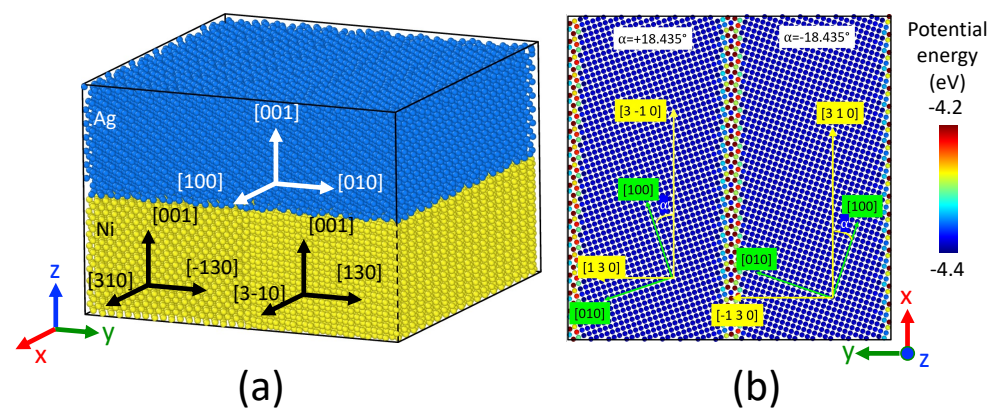 Ag
[001]
[100]
[010]
Ni
[001]
[001]
[310]
[-130]
[3-10]
[130]
z
y
x
(a)
α=+18.435°
α=-18.435°
[3 -1 0]
[3 1 0]
[100]
[100]
[1 3 0]
[010]
[010]
[-1 3 0]
Potential
energy
(eV)
-4.2
-4.4
x
y
z
(b)